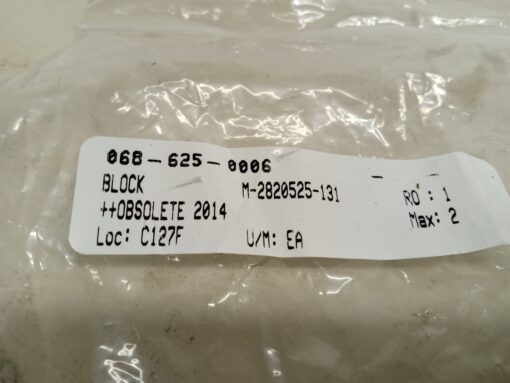 068-625-0006
BLOCK M-2820525-131 RO : 1
++OBSOLETE 2014 Max: 2
Loc: C127F U/M: EA